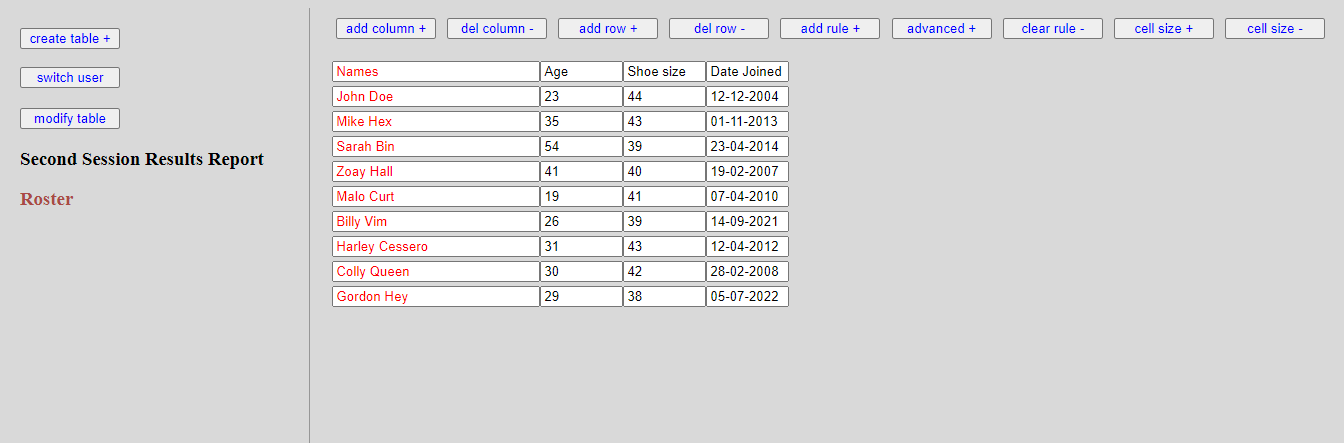 create table +
switch user
modify table
Second Session Results Report
Roster
add column + del column - add row + del row - add rule + advanced + clear rule - cell size + cell size -
Names Age Shoe size Date Joined
John Doe 23 44 12-12-2004
Mike Hex 35 43 01-11-2013
Sarah Bin 54 39 23-04-2014
Zoay Hall 41 40 19-02-2007
Malo Curt 19 41 07-04-2010
Billy Vim 26 39 14-09-2021
Harley Cessero 31 43 12-04-2012
Colly Queen 30 42 28-02-2008
Gordon Hey 29 38 05-07-2022